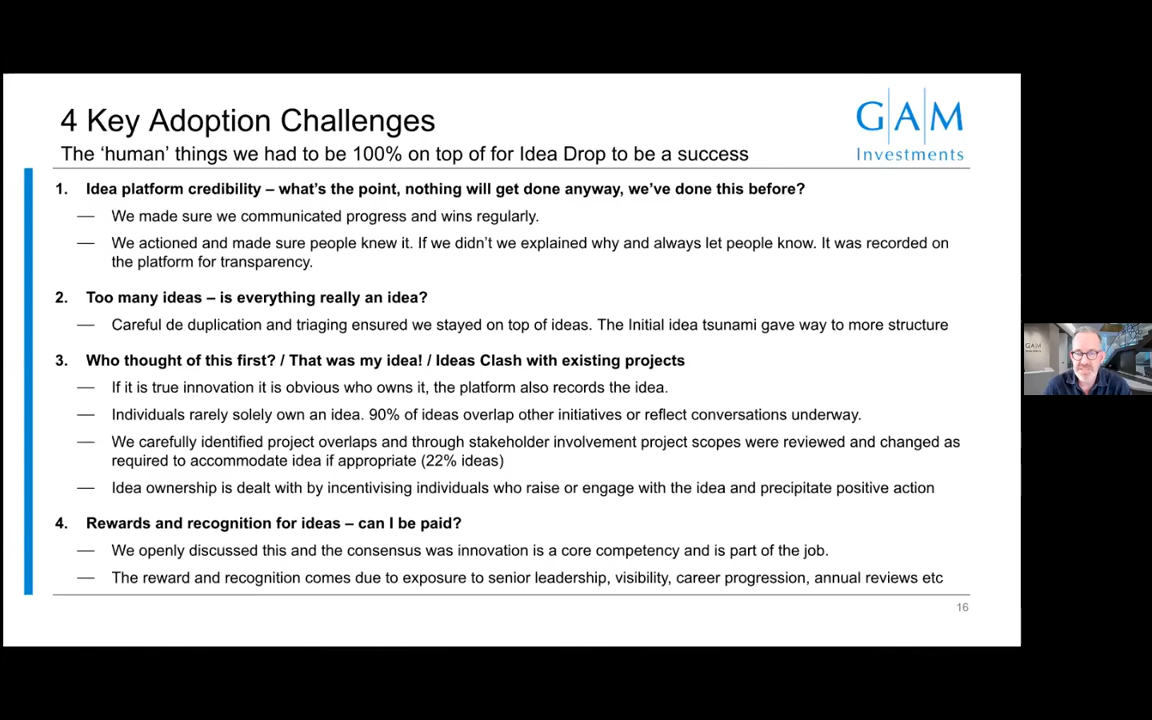 4 Key Adoption Challenges
The ‘human’ things we had to be 100% on top of for Idea Drop to be a success
GAM
Investments
1. Idea platform credibility – what’s the point, nothing will get done anyway, we’ve done this before?
— We made sure we communicated progress and wins regularly.
— We actioned and made sure people knew it. If we didn’t we explained why and always let people know. It was recorded on
the platform for transparency.
2. Too many ideas – is everything really an idea?
— Careful de duplication and triaging ensured we stayed on top of ideas. The Initial idea tsunami gave way to more structure
3. Who thought of this first? / That was my idea! / Ideas Clash with existing projects
— If it is true innovation it is obvious who owns it, the platform also records the idea.
— Individuals rarely solely own an idea. 90% of ideas overlap other initiatives or reflect conversations underway.
— We carefully identified project overlaps and through stakeholder involvement project scopes were reviewed and changed as
required to accommodate idea if appropriate (22% ideas)
— Idea ownership is dealt with by incentivising individuals who raise or engage with the idea and precipitate positive action
4. Rewards and recognition for ideas – can I be paid?
— We openly discussed this and the consensus was innovation is a core competency and is part of the job.
— The reward and recognition comes due to exposure to senior leadership, visibility, career progression, annual reviews etc
16
GAM